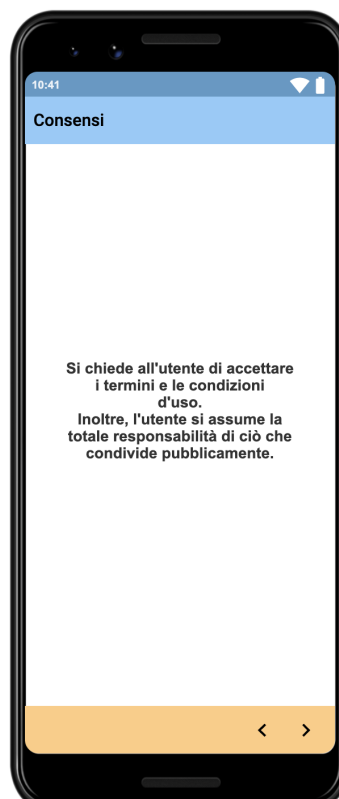 10:41
Consensi
Si chiede all'utente di accettare
i termini e le condizioni
d'uso.
Inoltre, l'utente si assume la
totale responsabilità di ciò che
condivide pubblicamente.